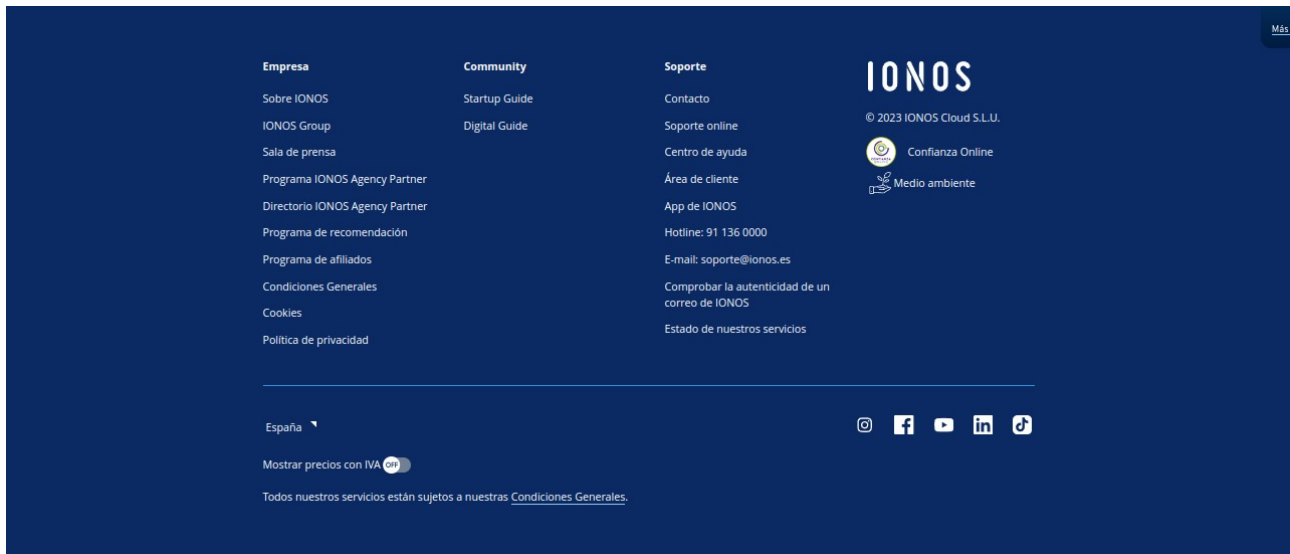 Más
Empresa
Sobre IONOS
IONOS Group
Sala de prensa
Programa IONOS Agency Partner
Directorio IONOS Agency Partner
Programa de recomendación
Programa de afiliados
Condiciones Generales
Cookies
Política de privacidad
Community
Startup Guide
Digital Guide
Soporte
Contacto
Soporte online
Centro de ayuda
Área de cliente
App de IONOS
Hotline: 91 136 0000
E-mail: soporte@ionos.es
Comprobar la autenticidad de un
correo de IONOS
Estado de nuestros servicios
IONOS
© 2023 IONOS Cloud S.L.U.
Confianza Online
Medio ambiente
España
Mostrar precios con IVA OFF
Todos nuestros servicios están sujetos a nuestras Condiciones Generales.